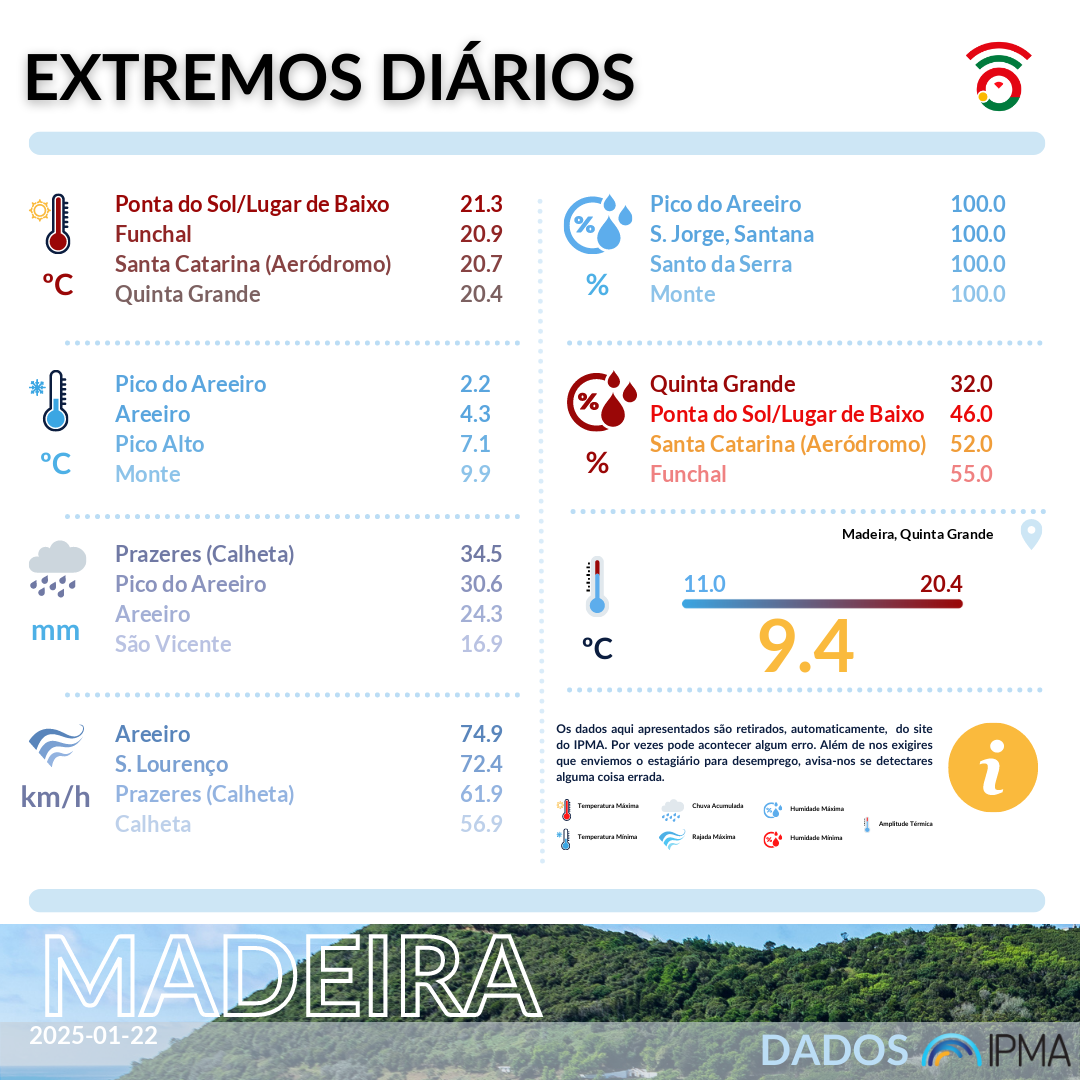 EXTREMOS DIÁRIOS
ºC
Ponta do Sol/Lugar de Baixo 21.3
Funchal 20.9
Santa Catarina (Aeródromo) 20.7
Quinta Grande 20.4
ºC
Pico do Areeiro 2.2
Areeiro 4.3
Pico Alto 7.1
Monte 9.9
mm
Prazeres (Calheta) 34.5
Pico do Areeiro 30.6
Areeiro 24.3
São Vicente 16.9
km/h
Areeiro 74.9
S. Lourenço 72.4
Prazeres (Calheta) 61.9
Calheta 56.9
%
%
Pico do Areeiro 100.0
S. Jorge, Santana 100.0
Santo da Serra 100.0
Monte 100.0
%
%
Quinta Grande 32.0
Ponta do Sol/Lugar de Baixo 46.0
Santa Catarina (Aeródromo) 52.0
Funchal 55.0
Madeira, Quinta Grande
ºC
11.0 20.4
9.4
Os dados aqui apresentados são retirados, automaticamente, do site
do IPMA. Por vezes pode acontecer algum erro. Além de nos exigires
que enviemos o estagiário para desemprego, avisa-nos se detectares
alguma coisa errada.
i
Temperatura Máxima Chuva Acumulada Humidade Máxima
Amplitude Térmica
Temperatura Mínima Rajada Máxima Humidade Mínima
MADEIRA
2025-01-22
DADOS IPMA